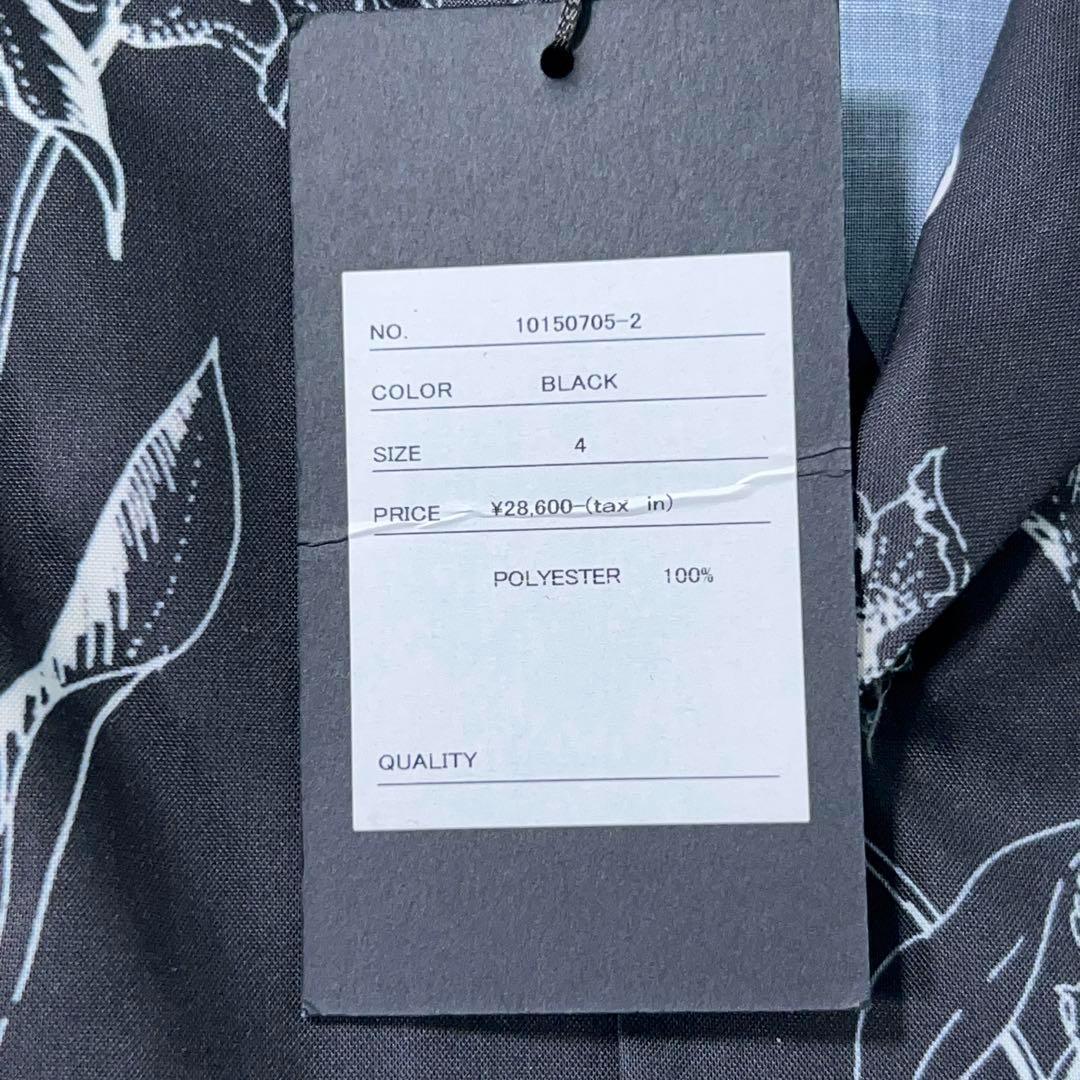 NO. 10150705-2
COLOR BLACK
SIZE 4
PRICE ¥28,600-(tax in)
POLYESTER 100%
QUALITY